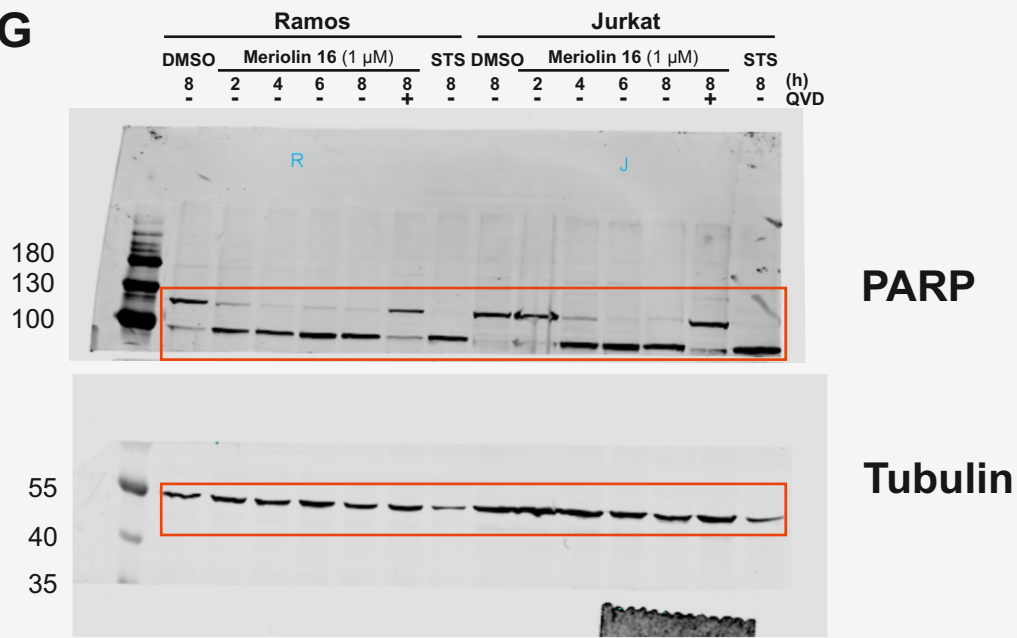 G
Ramos Jurkat
DMSO Meriolin 16 (1 µM) STS DMSO Meriolin 16 (1 µM) STS
8 2 4 6 8 8 8 8 2 4 6 8 8 8 (h)
- - - - - + - - - - - - + - QVD
R J
180
130
100
PARP
55
40
35
Tubulin